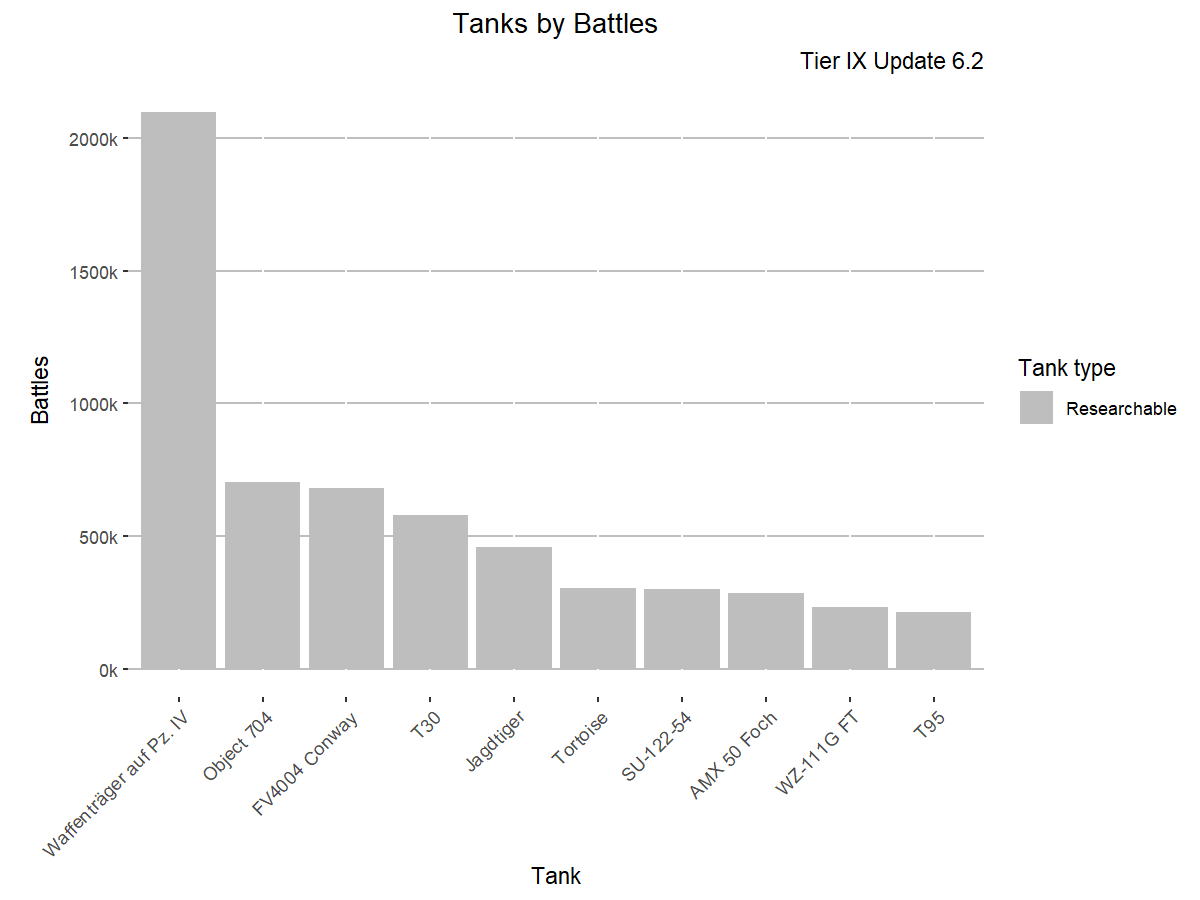 Tanks by Battles
Tier IX Update 6.2
Battles
2000k
1500k
1000k
500k
0k
Waffenträger auf Pz. IV
Object 704
FV4004 Conway
T30
Jagdtiger
Tortoise
SU-122-54
AMX 50 Foch
WZ-111G FT
T95
Tank
Tank type
Researchable